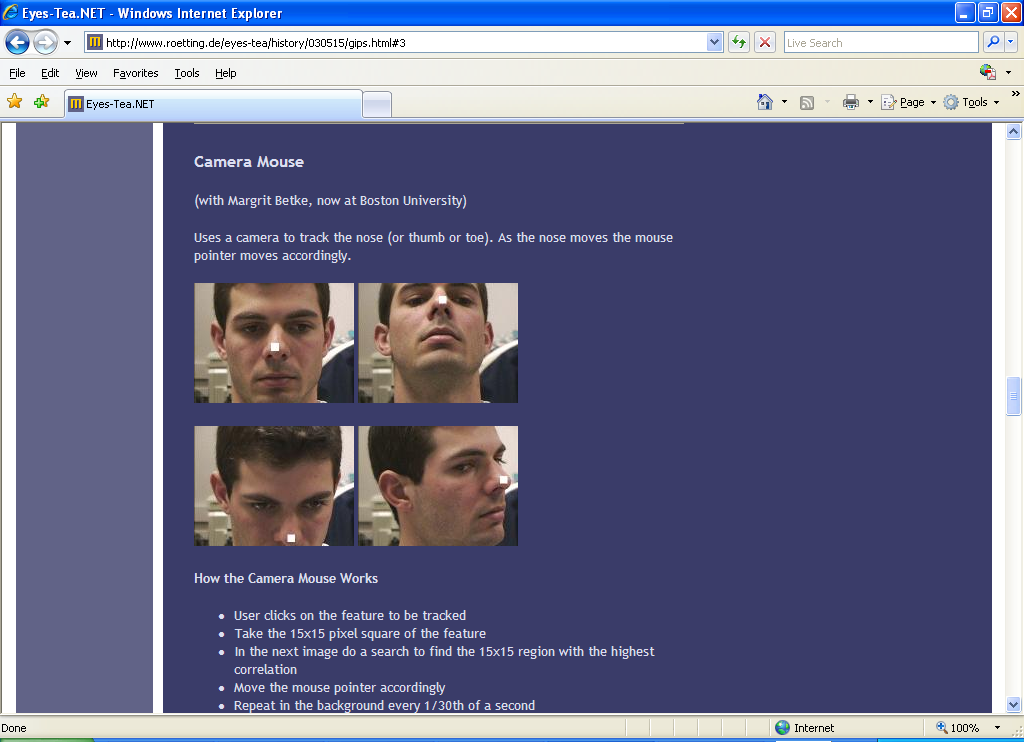 Eyes-Tea.NET - Windows Internet Explorer
http://www.roetting.de/eyes-tea/history/030515/gips.html#3
Live Search
File Edit View Favorites Tools Help
Eyes-Tea.NET
Page Tools »
Camera Mouse
(with Margrit Betke, now at Boston University)
Uses a camera to track the nose (or thumb or toe). As the nose moves the mouse
pointer moves accordingly.
How the Camera Mouse Works
• User clicks on the feature to be tracked
• Take the 15x15 pixel square of the feature
• In the next image do a search to find the 15x15 region with the highest
correlation
• Move the mouse pointer accordingly
• Repeat in the background every 1/30th of a second
Done Internet 100%